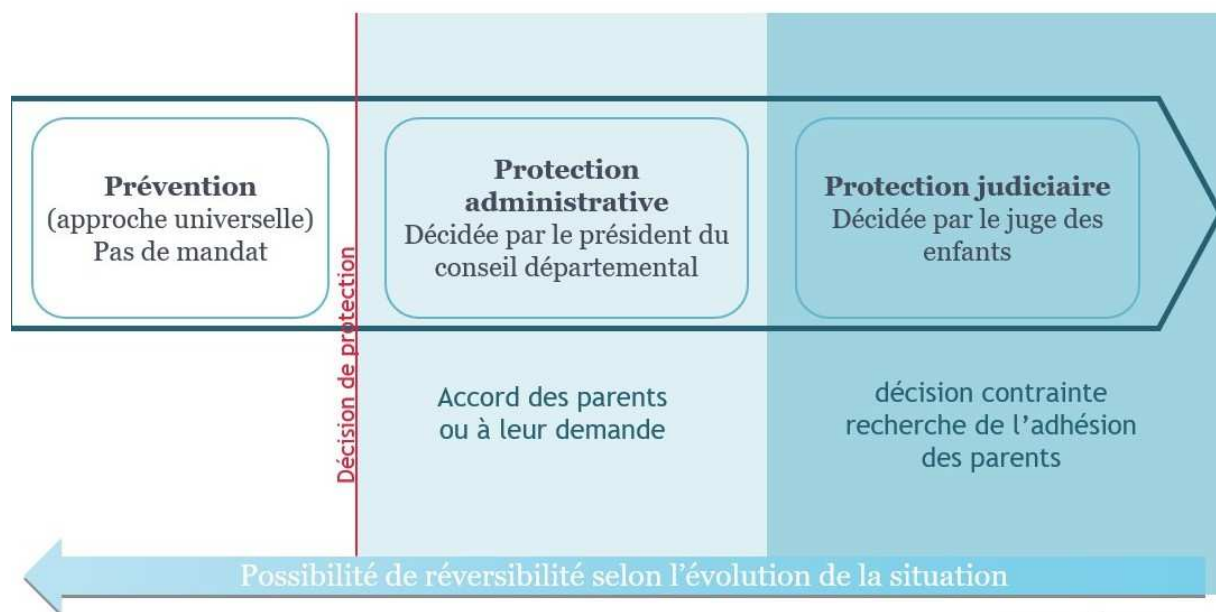 Prévention
(approche universelle)
Pas de mandat
Décision de protection
Protection
administrative
Décidée par le président du
conseil départemental
Protection judiciaire
Décidée par le juge des
enfants
Accord des parents
ou à leur demande
décision contrainte
recherche de l'adhésion
des parents
Possibilité de réversibilité selon l'évolution de la situation